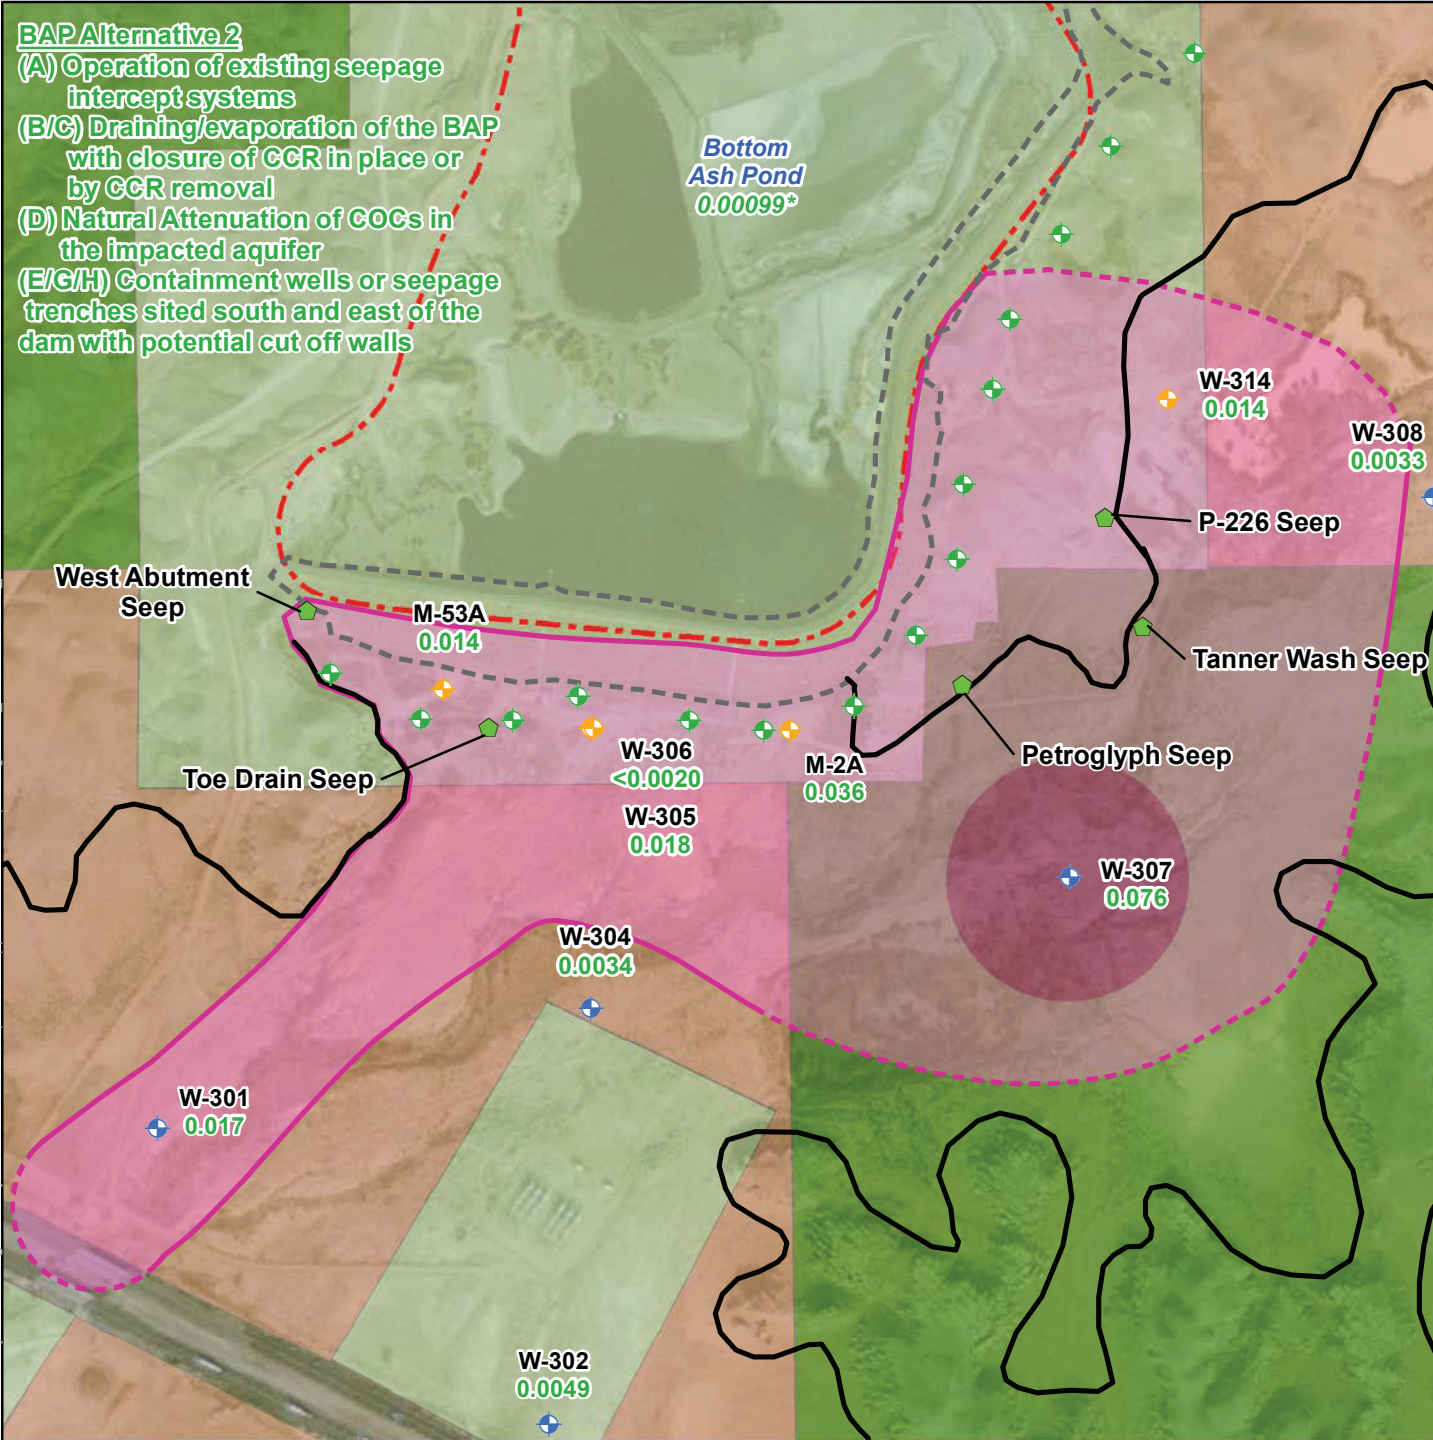 BAP Alternative 2
(A) Operation of existing seepage
intercept systems
(B/C) Draining/evaporation of the BAP
with closure of CCR in place or
by CCR removal
(D) Natural Attenuation of COCs in
the impacted aquifer
(E/G/H) Containment wells or seepage
trenches sited south and east of the
dam with potential cut off walls
Bottom
Ash Pond
0.00099*
W-314
0.014
W-308
0.0033
P-226 Seep
West Abutment
Seep
M-53A
0.014
Tanner Wash Seep
Petroglyph Seep
Toe Drain Seep
W-306
<0.0020
M-2A
0.036
W-305
0.018
W-307
0.076
W-304
0.0034
W-301
0.017
W-302
0.0049